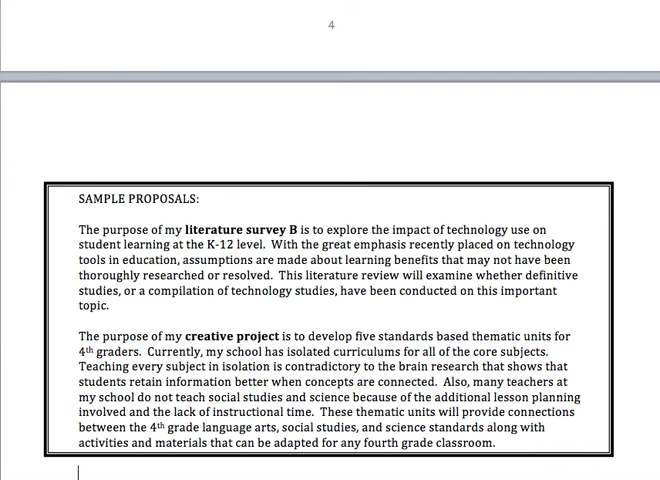 4
SAMPLE PROPOSALS:
The purpose of my literature survey B is to explore the impact of technology use on
student learning at the K-12 level.  With the great emphasis recently placed on technology
tools in education, assumptions are made about learning benefits that may not have been
thoroughly researched or resolved.  This literature review will examine whether definitive
studies, or a compilation of technology studies, have been conducted on this important
topic.
The purpose of my creative project is to develop five standards based thematic units for
4th graders.  Currently, my school has isolated curriculums for all of the core subjects.
Teaching every subject in isolation is contradictory to the brain research that shows that
students retain information better when concepts are connected.  Also, many teachers at
my school do not teach social studies and science because of the additional lesson planning
involved and the lack of instructional time.  These thematic units will provide connections
between the 4th grade language arts, social studies, and science standards along with
activities and materials that can be adapted for any fourth grade classroom.